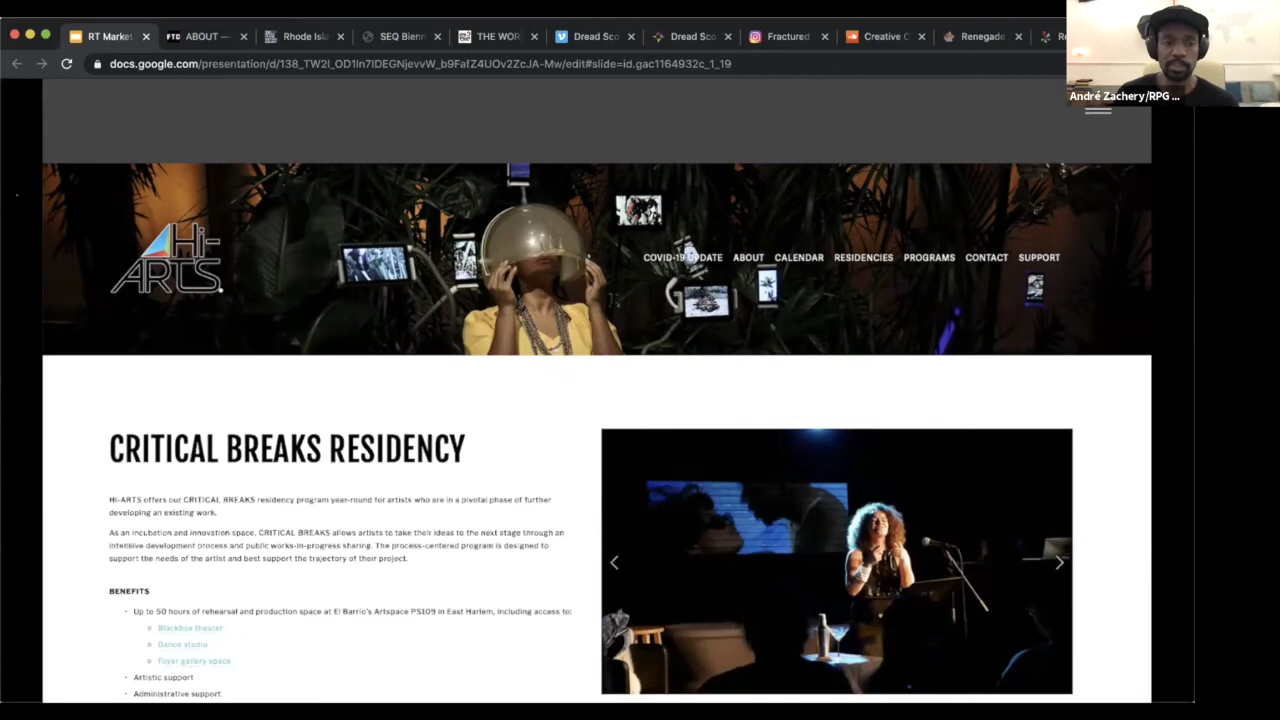 RT Market
FTG ABOUT —
Rhode Isla
SEQ Bienn
THE WOR
Dread Sco
Dread Sco
Fractured
Creative C
Renegade
docs.google.com/presentation/d/138_TW2I_OD1In7IDEGNjevvW_b9FafZ4UOv2ZcJA-Mw/edit#slide=id.gac1164932c_1_19
André Zachery/RPG ...
Hi-
ARTS.
COVID-19 UPDATE ABOUT CALENDAR RESIDENCIES PROGRAMS CONTACT SUPPORT
CRITICAL BREAKS RESIDENCY
HI-ARTS offers our CRITICAL BREAKS residency program year-round for artists who are in a pivotal phase of further
developing an existing work.
As an incubation and innovation space, CRITICAL BREAKS allows artists to take their ideas to the next stage through an
intensive development process and public works-in-progress sharing. The process-centered program is designed to
support the needs of the artist and best support the trajectory of their project.
BENEFITS
• Up to 50 hours of rehearsal and production space at El Barrio's Artspace PS109 in East Harlem, including access to:
Blackbox theater
Dance studio
Foyer gallery space
• Artistic support
• Administrative support